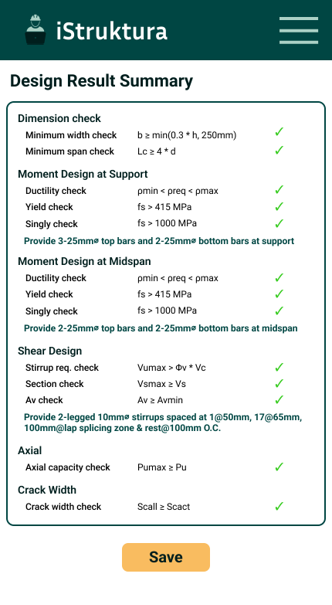 iStruktura
Design Result Summary
Dimension check
Minimum width check b ≥ min(0.3 * h, 250mm) ✓
Minimum span check Lc ≥ 4 * d ✓
Moment Design at Support
Ductility check ρmin < ρreq < ρmax ✓
Yield check fs > 415 MPa ✓
Singly check fs > 1000 MPa ✓
Provide 3-25mmø top bars and 2-25mmø bottom bars at support
Moment Design at Midspan
Ductility check ρmin < ρreq < ρmax ✓
Yield check fs > 415 MPa ✓
Singly check fs > 1000 MPa ✓
Provide 2-25mmø top bars and 2-25mmø bottom bars at midspan
Shear Design
Stirrup req. check Vumax > Φv * Vc ✓
Section check Vsmax ≥ Vs ✓
Av check Av ≥ Avmin ✓
Provide 2-legged 10mmø stirrups spaced at 1@50mm, 17@65mm,
100mm@lap splicing zone & rest@100mm O.C.
Axial
Axial capacity check Pumax ≥ Pu ✓
Crack Width
Crack width check Scall ≥ Scact ✓
Save